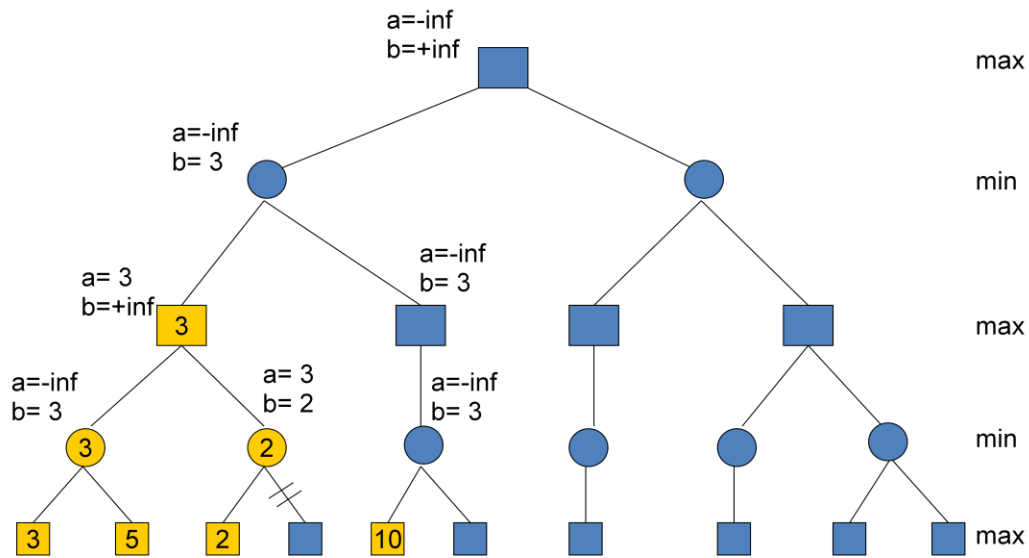 a=-inf
b=+inf
max
a=-inf
b= 3
min
a= 3
b=+inf
a=-inf
b= 3
3
max
a=-inf
b= 3
a= 3
b= 2
a=-inf
b= 3
3
2
min
3
5
2
10
max